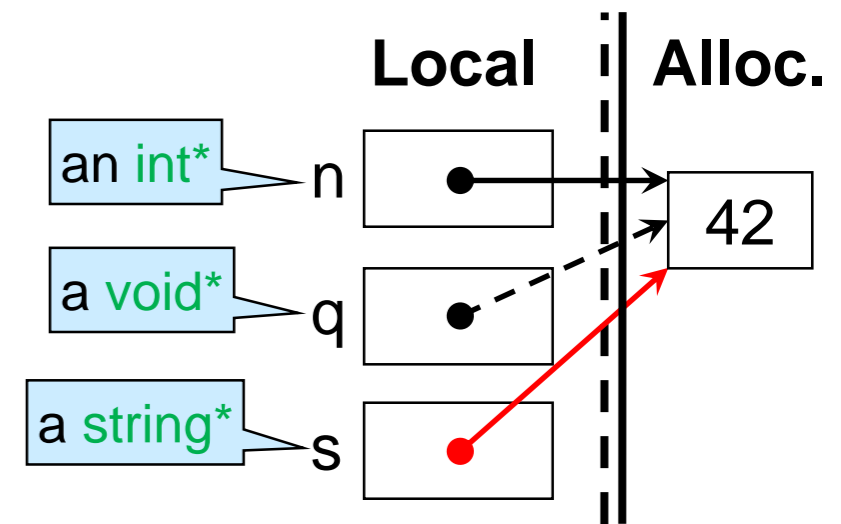 Local Alloc.
an int* n
42
a void* q
a string* s